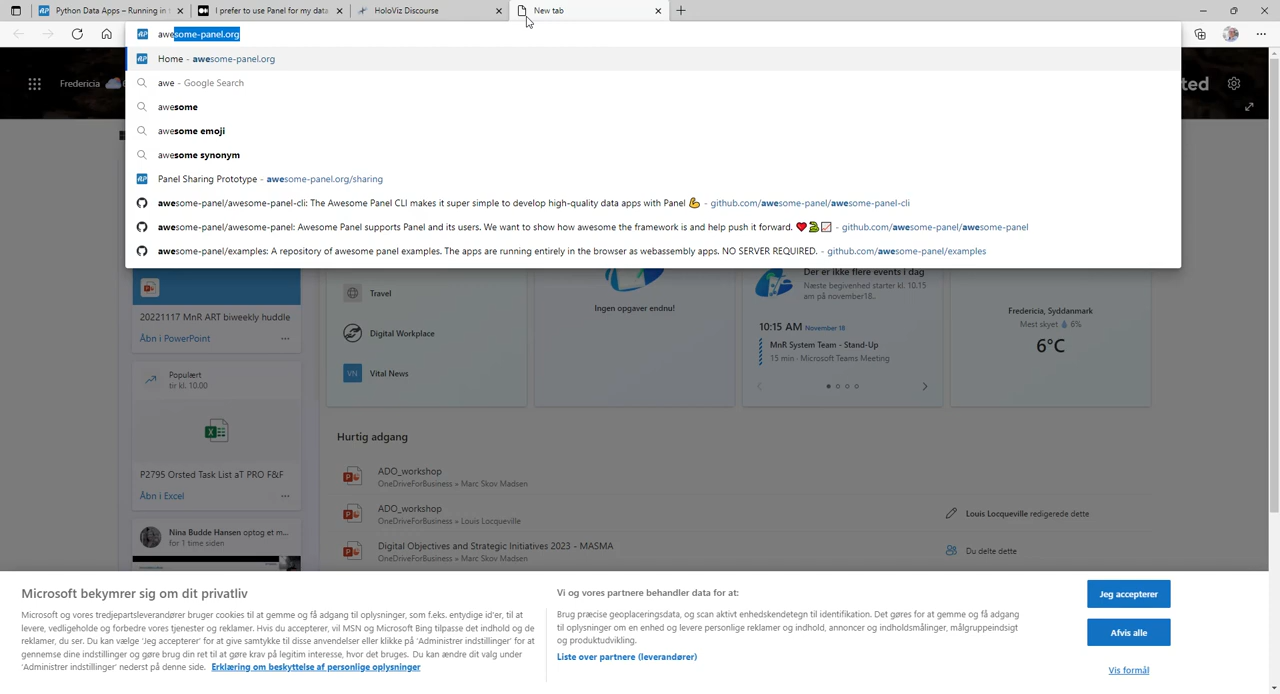 Python Data Apps – Running in
I prefer to use Panel for my data
HoloViz Discourse
New tab
awesome-panel.org
Home - awesome-panel.org
awe - Google Search
awesome
awesome emoji
awesome synonym
Panel Sharing Prototype - awesome-panel.org/sharing
awesome-panel/awesome-panel-cli: The Awesome Panel CLI makes it super simple to develop high-quality data apps with Panel 💪 - github.com/awesome-panel/awesome-panel-cli
awesome-panel/awesome-panel: Awesome Panel supports Panel and its users. We want to show how awesome the framework is and help push it forward. ❤️🐍📈 - github.com/awesome-panel/awesome-panel
awesome-panel/examples: A repository of awesome panel examples. The apps are running entirely in the browser as webassembly apps. NO SERVER REQUIRED. - github.com/awesome-panel/examples
Fredericia
ted
20221117 MnR ART biweekly huddle
Åbn i PowerPoint
Populært
tir kl. 10.00
P2795 Orsted Task List aT PRO F&F
Åbn i Excel
Nina Budde Hansen optog et m...
for 1 time siden
Travel
Digital Workplace
VN Vital News
Ingen opgaver endnu!
Der er ikke flere events i dag
Næste begivenhed starter kl. 10.15
am på november18..
10:15 AM November 18
MnR System Team - Stand-Up
15 min · Microsoft Teams Meeting
Fredericia, Syddanmark
Mest skyet 6%
6°C
Hurtig adgang
ADO_workshop
OneDriveForBusiness » Marc Skov Madsen
ADO_workshop
OneDriveForBusiness » Louis Locqueville
Louis Locqueville redigerede dette
Digital Objectives and Strategic Initiatives 2023 - MASMA
OneDriveForBusiness » Marc Skov Madsen
Du delte dette
Microsoft bekymrer sig om dit privatliv
Microsoft og vores tredjepartsleverandører bruger cookies til at gemme og få adgang til oplysninger, som f.eks. entydige id'er, til at
levere, vedligeholde og forbedre vores tjenester og reklamer. Hvis du accepterer, vil MSN og Microsoft Bing tilpasse det indhold og de
reklamer, du ser. Du kan vælge 'Jeg accepterer' for at give samtykke til disse anvendelser eller klikke på 'Administrer indstillinger' for at
gennemse dine indstillinger og gøre brug din ret til at gøre krav på legitim interesse, hvor det bruges. Du kan ændre dit valg under
'Administrer indstillinger' nederst på denne side. Erklæring om beskyttelse af personlige oplysninger
Vi og vores partnere behandler data for at:
Brug præcise geoplaceringsdata, og scan aktivt enhedskendetegn til identifikation. Det gøres for at gemme og få adgang
til oplysninger om en enhed og levere personlige reklamer og indhold, annoncer og indholdsmålinger, målgruppeindsigt
og produktudvikling.
Liste over partnere (leverandører)
Jeg accepterer
Afvis alle
Vis formål